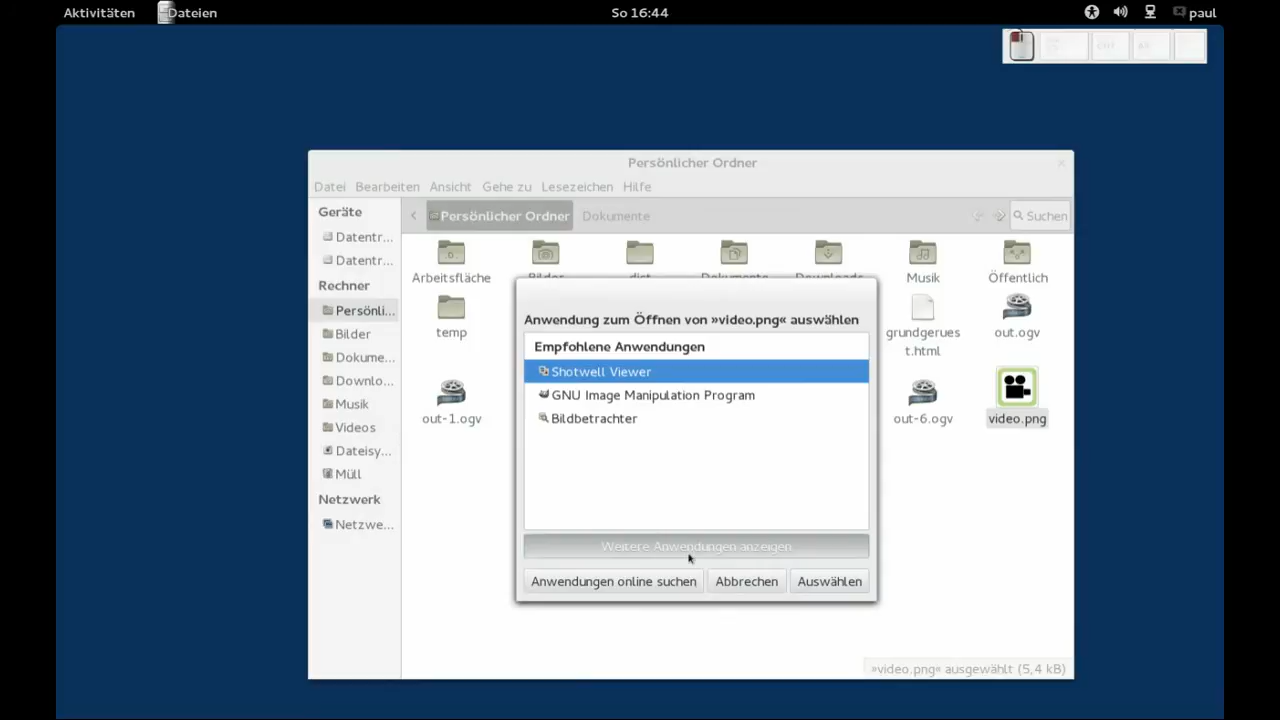 Aktivitäten
Dateien
So 16:44
paul
Persönlicher Ordner
Datei Bearbeiten Ansicht Gehe zu Lesezeichen Hilfe
Geräte
Datentr...
Datentr...
Rechner
Persönli...
Bilder
Dokume...
Downlo...
Musik
Videos
Dateisy...
Müll
Netzwerk
Netzwe...
Persönlicher Ordner Dokumente
Suchen
Arbeitsfläche
Bilder
dict
Dokumente
Downloads
Musik
Öffentlich
temp
grundgerues
t.html
out.ogv
out-1.ogv
out-6.ogv
video.png
Anwendung zum Öffnen von »video.png« auswählen
Empfohlene Anwendungen
Shotwell Viewer
GNU Image Manipulation Program
Bildbetrachter
Weitere Anwendungen anzeigen
Anwendungen online suchen
Abbrechen
Auswählen
»video.png« ausgewählt (5,4 kB)